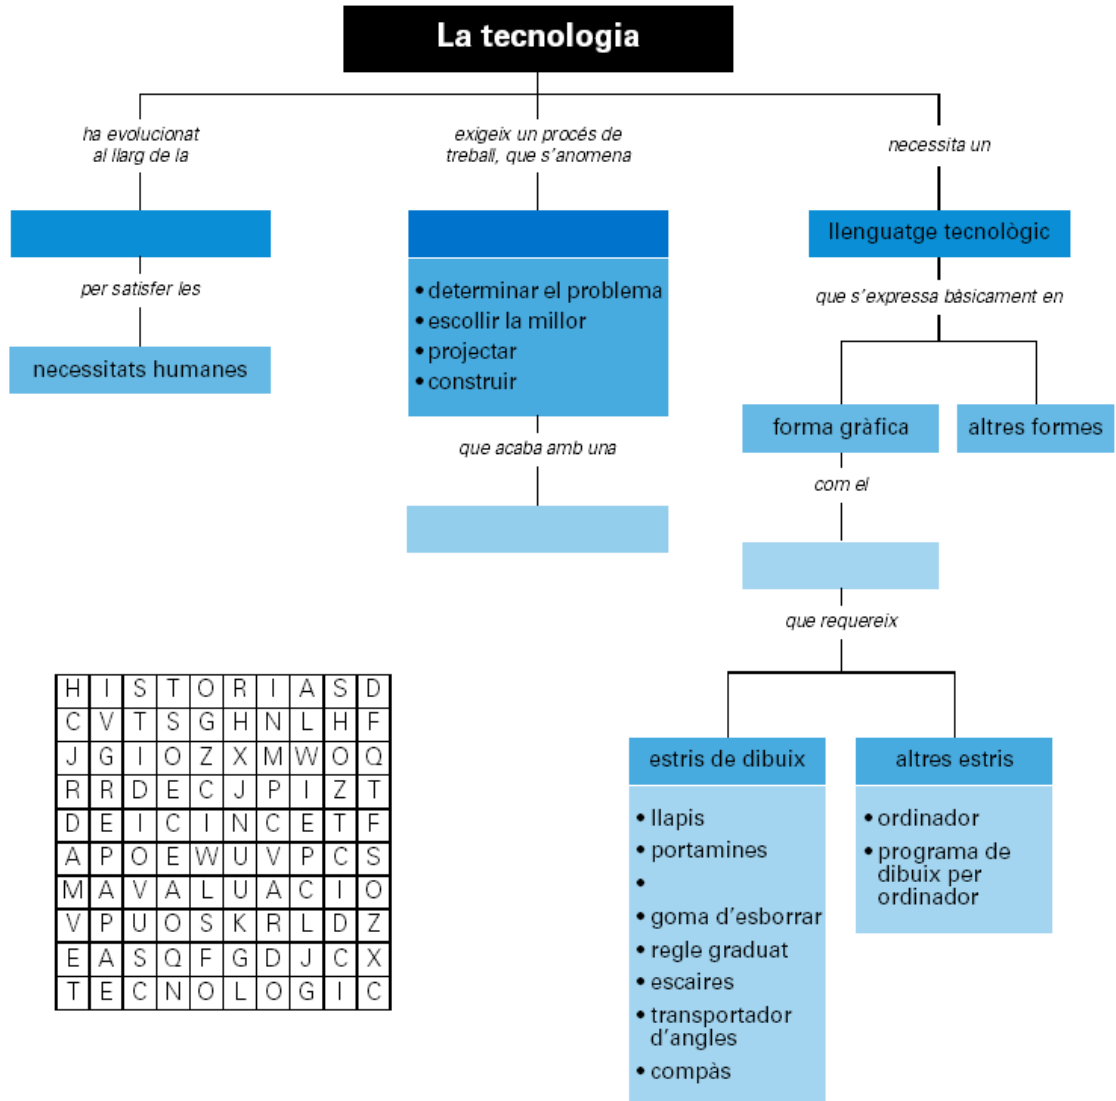 La tecnologia
ha evolucionat
al llarg de la
per satisfer les
necessitats humanes
exigeix un procés de
treball, que s'anomena
• determinar el problema
• escollir la millor
• projectar
• construir
que acaba amb una
necessita un
llenguatge tecnològic
que s'expressa bàsicament en
forma gràfica
altres formes
com el
que requereix
estris de dibuix
• llapis
• portamines
•
• goma d'esborrar
• regle graduat
• escaires
• transportador
d'angles
• compàs
altres estris
• ordinador
• programa de
dibuix per
ordinador
H I S T O R I A S D
C V T S G H N L H F
J G I O Z X M W O Q
R R D E C J P I Z T
D E I C I N C E T F
A P O E W U V P C S
M A V A L U A C I O
V P U O S K R L D Z
E A S Q F G D J C X
T E C N O L O G I C